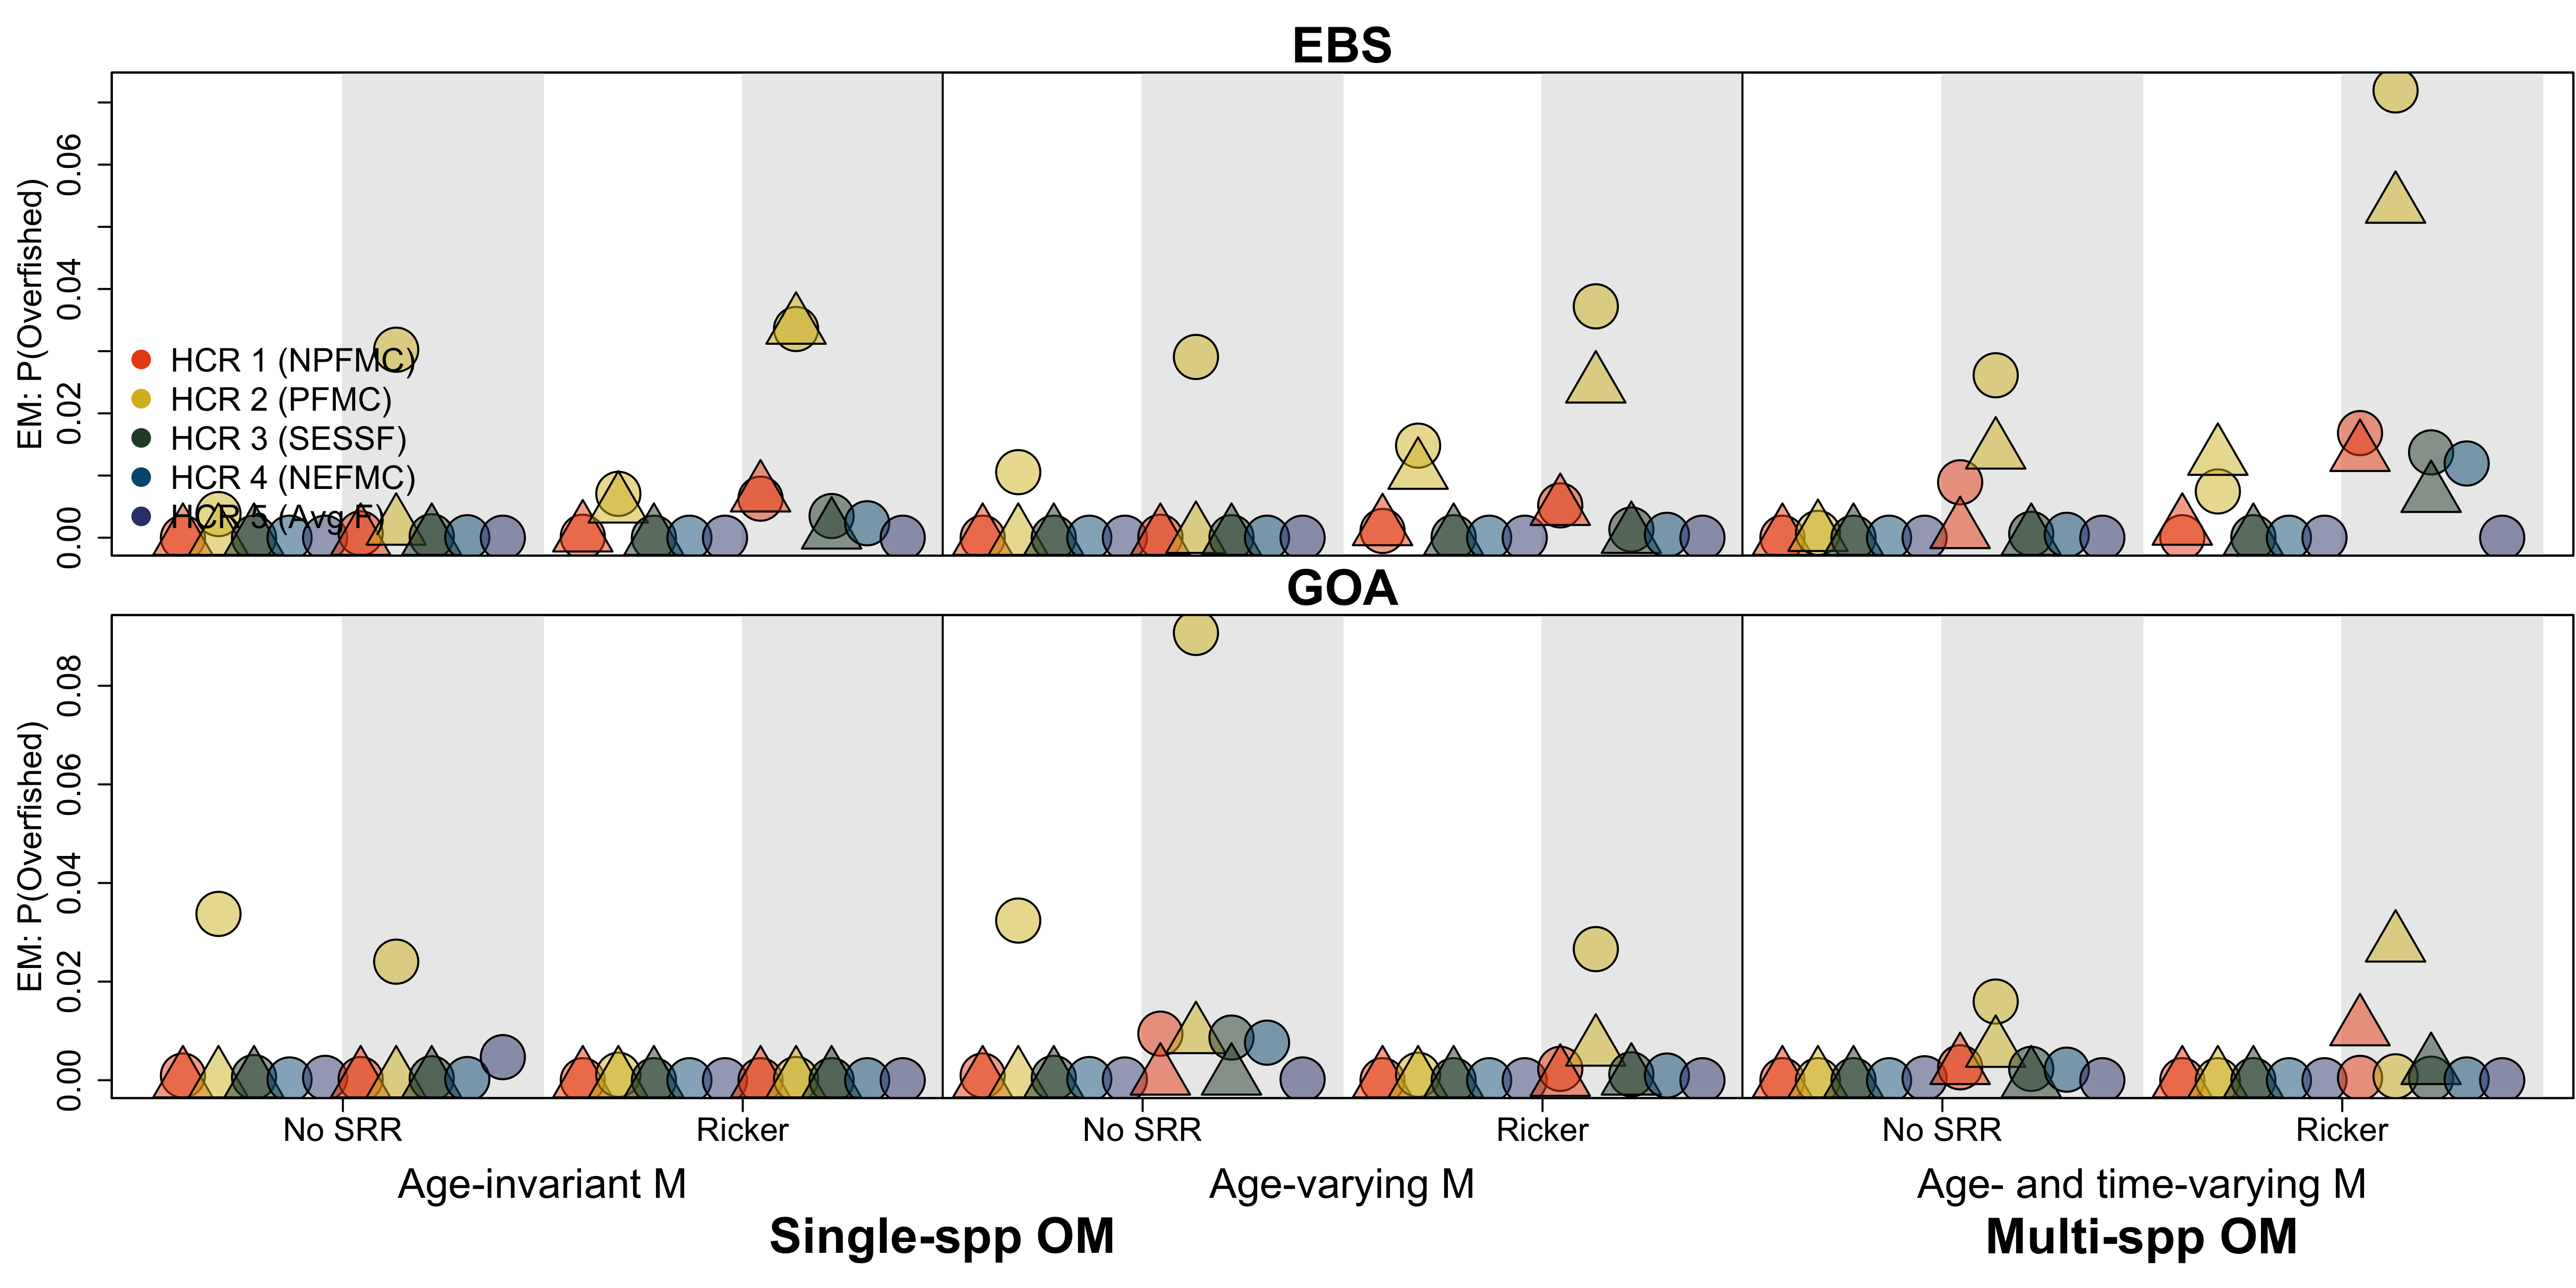 EBS
EM: P(Overfished)
0.06
0.04
0.02
0.00
HCR 1 (NPFMC)
HCR 2 (PFMC)
HCR 3 (SESSF)
HCR 4 (NEFMC)
HCR 5 (Avg F)
GOA
EM: P(Overfished)
0.08
0.06
0.04
0.02
0.00
No SRR Ricker No SRR Ricker No SRR Ricker
Age-invariant M Age-varying M Age- and time-varying M
Single-spp OM Multi-spp OM